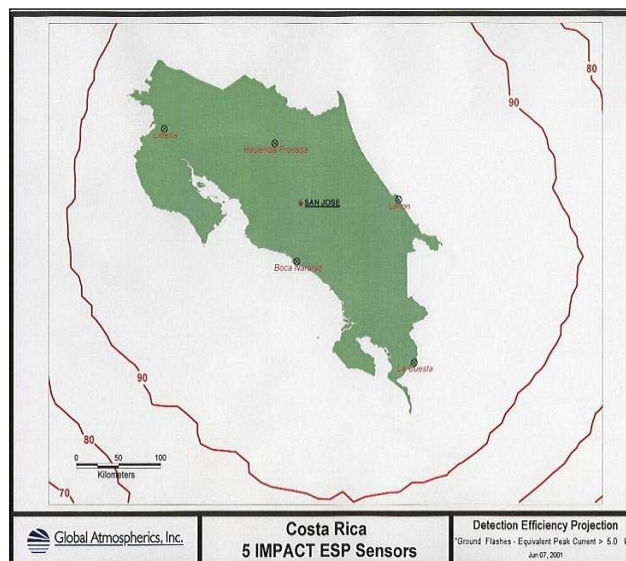 80
90
Liberia
Hacienda Procasa
SAN JOSE
Limon
Boca Naranjo
La Cuesta
90
80
70
0 50 100
Kilometers
Global Atmospherics, Inc.
Costa Rica
5 IMPACT ESP Sensors
Detection Efficiency Projection
*Ground Flashes - Equivalent Peak Current > 5.0 k
Jun 07, 2001